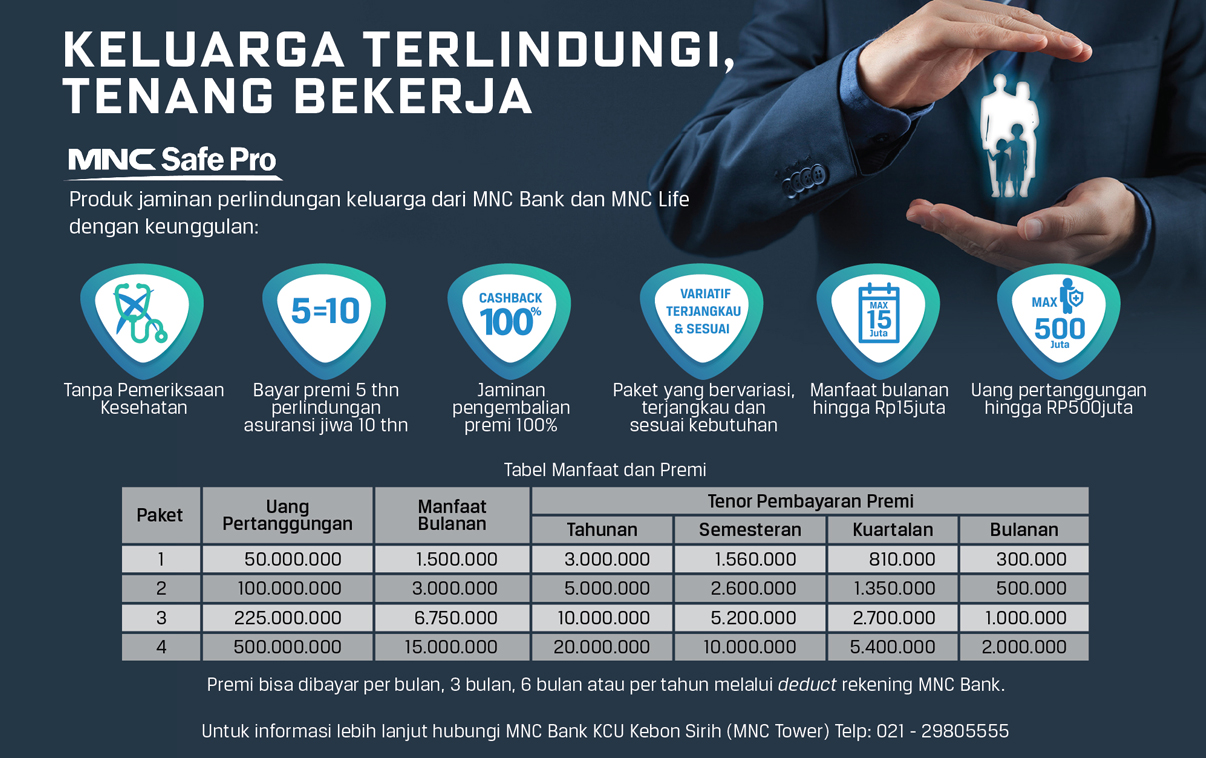 KELUARGA TERLINDUNGI,
TENANG BEKERJA
MNC Safe Pro
Produk jaminan perlindungan keluarga dari MNC Bank dan MNC Life
dengan keunggulan:
5=10
CASHBACK
100%
VARIATIF
TERJANGKAU
& SESUAI
MAX
15
Juta
MAX
500
Juta
Tanpa Pemeriksaan
Kesehatan
Bayar premi 5 thn
perlindungan
asuransi jiwa 10 thn
Jaminan
pengembalian
premi 100%
Paket yang bervariasi,
terjangkau dan
sesuai kebutuhan
Manfaat bulanan
hingga Rp15juta
Uang pertanggungan
hingga RP500juta
Tabel Manfaat dan Premi
Paket Uang Pertanggungan Manfaat Bulanan Tenor Pembayaran Premi
Tahunan Semesteran Kuartalan Bulanan
1 50.000.000 1.500.000 3.000.000 1.560.000 810.000 300.000
2 100.000.000 3.000.000 5.000.000 2.600.000 1.350.000 500.000
3 225.000.000 6.750.000 10.000.000 5.200.000 2.700.000 1.000.000
4 500.000.000 15.000.000 20.000.000 10.000.000 5.400.000 2.000.000
Premi bisa dibayar per bulan, 3 bulan, 6 bulan atau per tahun melalui deduct rekening MNC Bank.
Untuk informasi lebih lanjut hubungi MNC Bank KCU Kebon Sirih (MNC Tower) Telp: 021 - 29805555